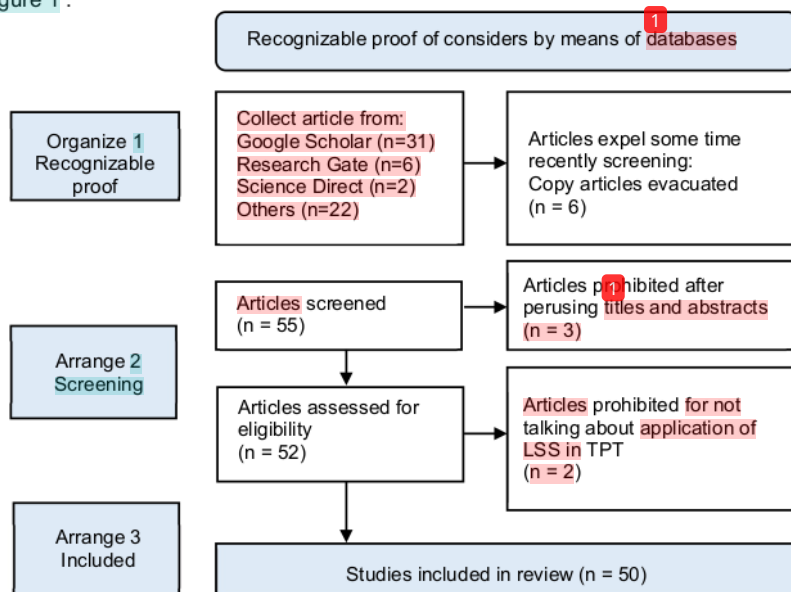 gure 1 .
1
Recognizable proof of considers by means of databases
Organize 1
Recognizable
proof
Collect article from:
Google Scholar (n=31)
Research Gate (n=6)
Science Direct (n=2)
Others (n=22)
Articles expel some time
recently screening:
Copy articles evacuated
(n = 6)
Arrange 2
Screening
Articles screened
(n = 55)
Articles prohibited after
1
perusing titles and abstracts
(n = 3)
Articles assessed for
eligibility
(n = 52)
Articles prohibited for not
talking about application of
LSS in TPT
(n = 2)
Arrange 3
Included
Studies included in review (n = 50)